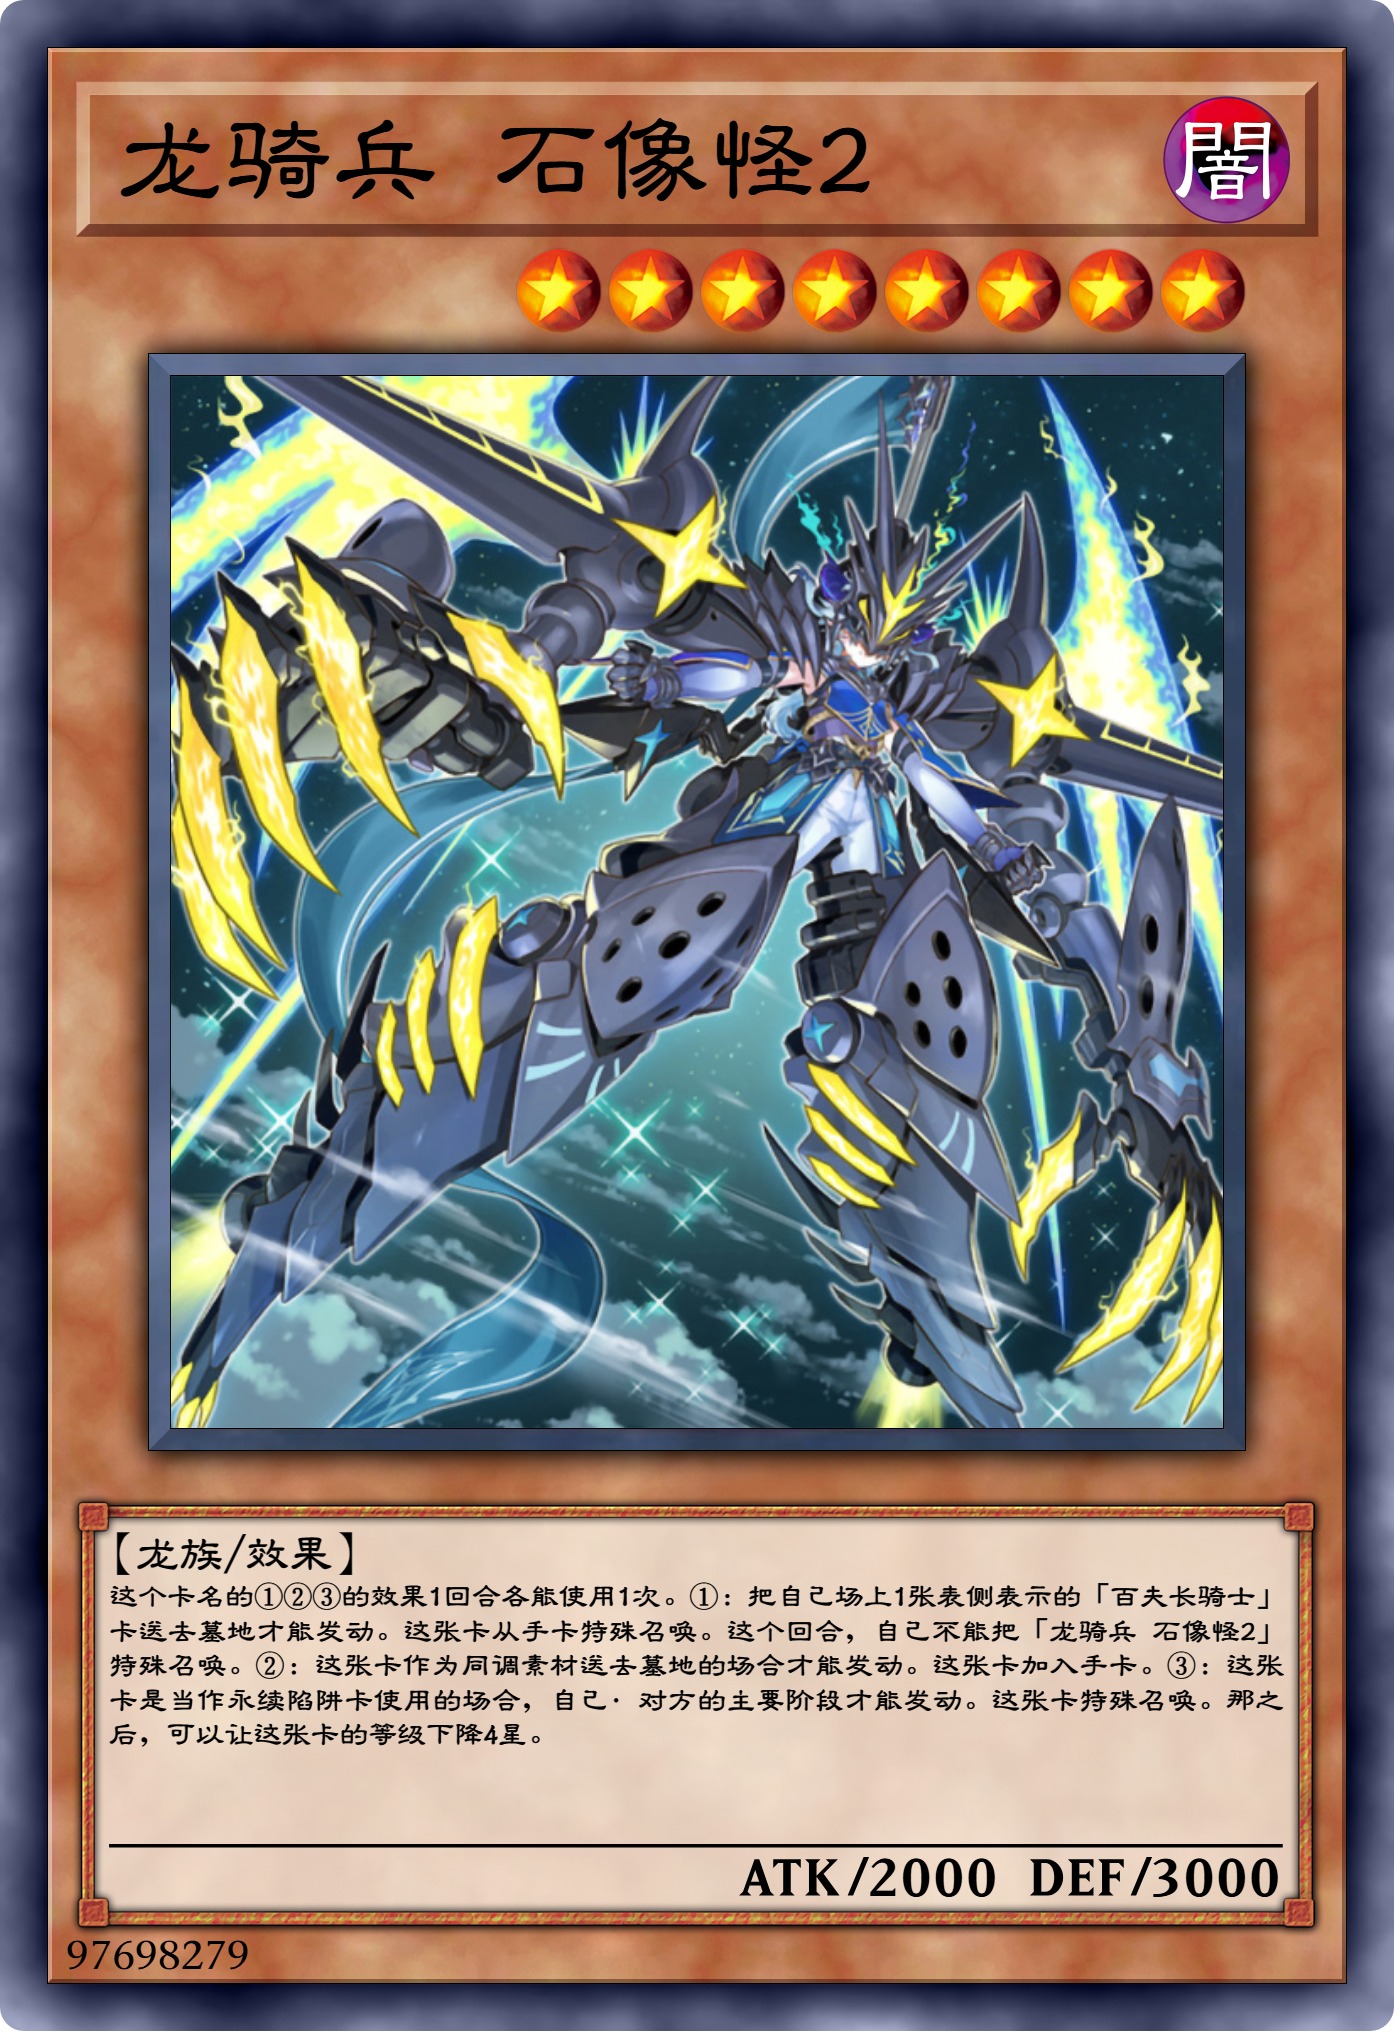 龙骑兵 石像怪2
闇
【龙族/效果】
这个卡名的①②③的效果1回合各能使用1次。①：把自己场上1张表侧表示的「百夫长骑士」
卡送去墓地才能发动。这张卡从手卡特殊召唤。这个回合，自己不能把「龙骑兵 石像怪2」
特殊召唤。②：这张卡作为同调素材送去墓地的场合才能发动。这张卡加入手卡。③：这张
卡是当作永续陷阱卡使用的场合，自己·对方的主要阶段才能发动。这张卡特殊召唤。那之
后，可以让这张卡的等级下降4星。
ATK/2000 DEF/3000
97698279